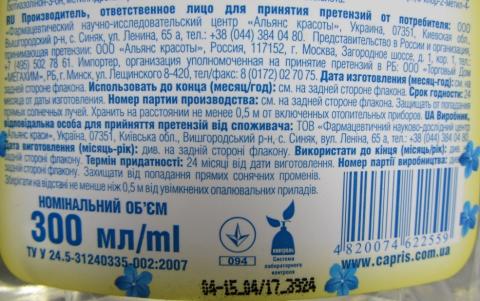 RU Производитель, ответственное лицо для принятия претензий от потребителя: ООО
"Фармацевтический научно-исследовательский центр "Альянс красоты", Украина, 07351, Киевская обл.,
Вышгородский р-н, с. Синяк, ул. Ленина, 65 а, тел.: +38 (044) 384 04 80. Представительство в России и организация,
принимающая претензии: ООО "Альянс красоты", Россия, 117152, г. Москва, Загородное шоссе, д. 1, кор. 1, тел.:
(495) 502 78 61. Импортер, организация уполномоченная на принятие претензий в РБ: ООО "Торговый Дом
"МЕГАХИМ", РБ, г. Минск, ул. Лещинского 8-420, тел/факс: 8 (0172) 02 70 75. Дата изготовления (месяц/год): см. на
задней стороне флакону. Использовать до конца (месяц/год): см. на задней стороне флакону. Срок годности:
месяца от даты изготовления. Номер партии производства: см. на задней стороне флакону. Защищать от попадания
прямых солнечных лучей. Хранить на расстоянии не менее 0,5 м от включенных отопительных приборов. UA Виробник,
відповідальна особа для прийняття претензій від споживача: ТОВ "Фармацевтичний науково-дослідний центр
"Альянс краси", Україна, 07351, Київська обл., Вишгородський р-н, с. Синяк, вул. Леніна, 65 а, тел.: +38 (044) 384 04 80.
Дата виготовлення (місяць/рік): див. на задній стороні флакону. Використати до кінця (місяць/рік): див. на
задній стороні флакону. Термін придатності: 24 місяці від дати виготовлення. Номер партії виробництва: див.
задній стороні флакону. Захищати від попадання прямих сонячних променів.
Зберігати на відстані не менше ніж 0,5 м від увімкнених опалювальних приладів.
НОМІНАЛЬНИЙ ОБ'ЄМ
300 мл/ml
ТУ У 24.5-31240335-002:2007
094
КОНТРОЛЬ
Система
лабораторного
контроля
4 820074 622559
www.capris.com.ua
04-15_04/17_3924